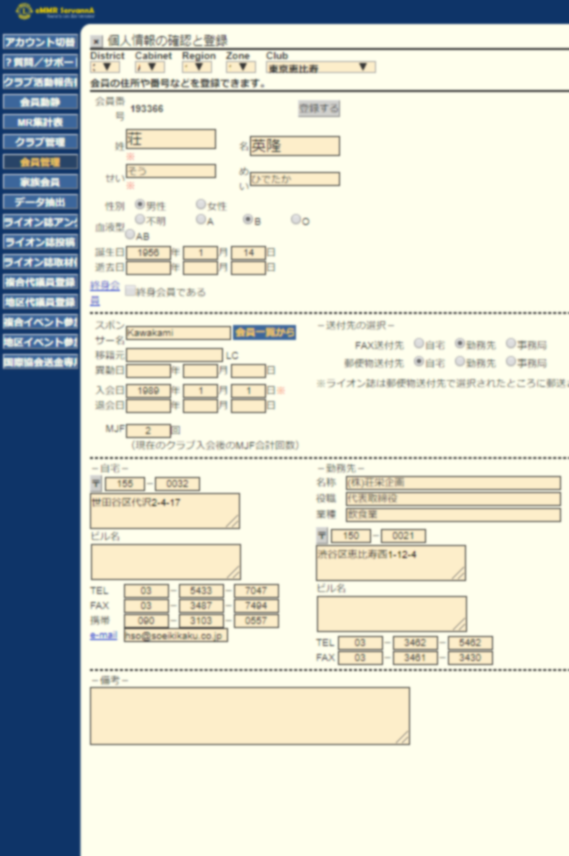 eMMR ServannA
アカウント切替
個人情報の確認と登録
?質問/サポー
District Cabinet Region Zone Club
クラブ活動報告
東京恵比寿
会員の住所や番号などを登録できます。
会員動静
会員番号 193366 登録する
MR集計表
クラブ管理
姓 荘 名 英隆
※
会員管理
せい そう めい ひでたか
※
家族会員
データ抽出
性別 男性 女性
ライオン誌アン
血液型 不明 A B O
AB
ライオン誌投稿
誕生日 1956 年 1 月 14 日
ライオン誌取材
退去日 年 月 日
複合代議員登録
終身会員 終身会員である
地区代議員登録
複合イベント参
スポンサー名 Kawakami 会員一覧から
-送付先の選択-
地区イベント参
FAX送付先 自宅 勤務先 事務局
移籍元 LC
国際協会送金専
郵便物送付先 自宅 勤務先 事務局
異動日 年 月 日
※ライオン誌は郵便物送付先で選択されたところに郵送
入会日 1989 年 1 月 1 日※
退会日 年 月 日
MJF 2 回
(現在のクラブ入会後のMJF合計回数)
-自宅-
〒 155 - 0032
世田谷区代沢2-4-17
ビル名
TEL 03 - 5433 - 7047
FAX 03 - 3487 - 7494
携帯 090 - 3103 - 0557
e-mail hso@soeikikaku.co.jp
-勤務先-
名称 (株)荘栄企画
役職 代表取締役
業種 飲食業
〒 150 - 0021
渋谷区恵比寿西1-12-4
ビル名
TEL 03 - 3462 - 5462
FAX 03 - 3461 - 3430
-備考-